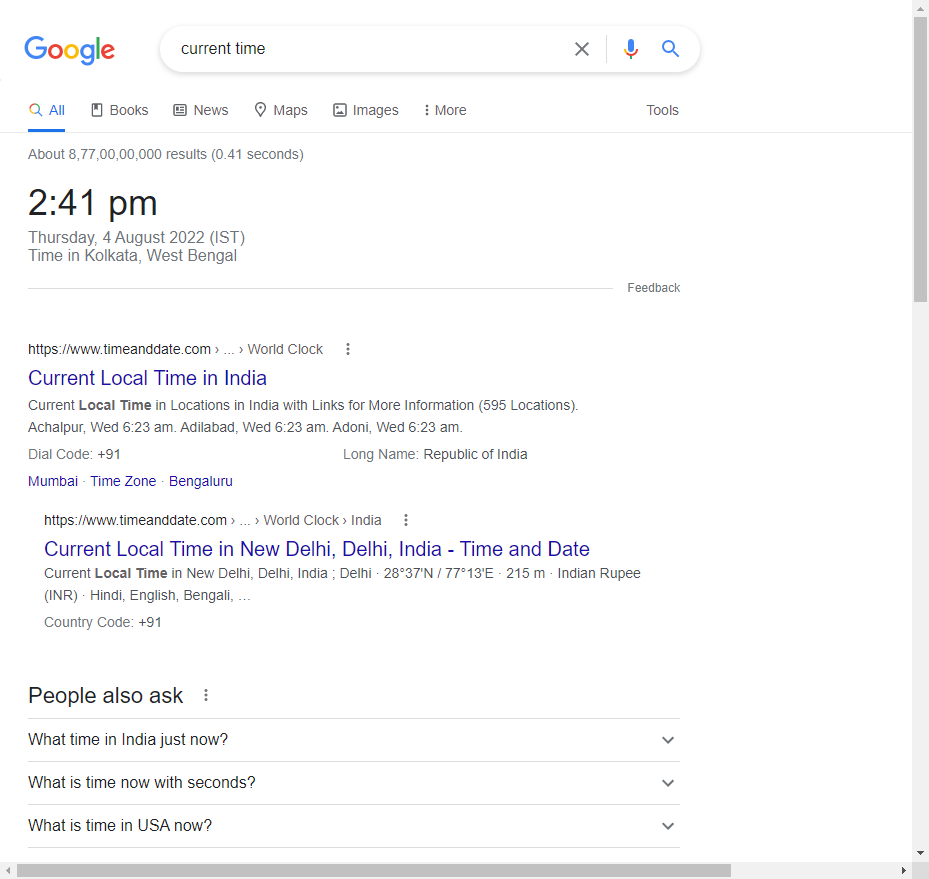 Google
current time
All
Books
News
Maps
Images
More
Tools
About 8,77,00,00,000 results (0.41 seconds)
2:41 pm
Thursday, 4 August 2022 (IST)
Time in Kolkata, West Bengal
Feedback
https://www.timeanddate.com › ... › World Clock
Current Local Time in India
Current Local Time in Locations in India with Links for More Information (595 Locations).
Achalpur, Wed 6:23 am. Adilabad, Wed 6:23 am. Adoni, Wed 6:23 am.
Dial Code: +91 Long Name: Republic of India
Mumbai · Time Zone · Bengaluru
https://www.timeanddate.com › ... › World Clock › India
Current Local Time in New Delhi, Delhi, India - Time and Date
Current Local Time in New Delhi, Delhi, India ; Delhi · 28°37'N / 77°13'E · 215 m · Indian Rupee
(INR) · Hindi, English, Bengali, ...
Country Code: +91
People also ask
What time in India just now?
What is time now with seconds?
What is time in USA now?